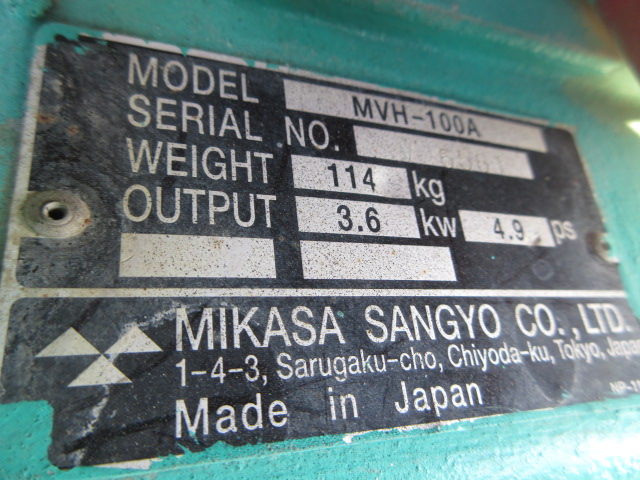 MODEL MVH-100A
SERIAL NO.
WEIGHT 114 kg
OUTPUT 3.6 kw 4.9 ps
MIKASA SANGYO CO., LTD.
1-4-3, Sarugaku-cho, Chiyoda-ku, Tokyo, Japan
Made in Japan